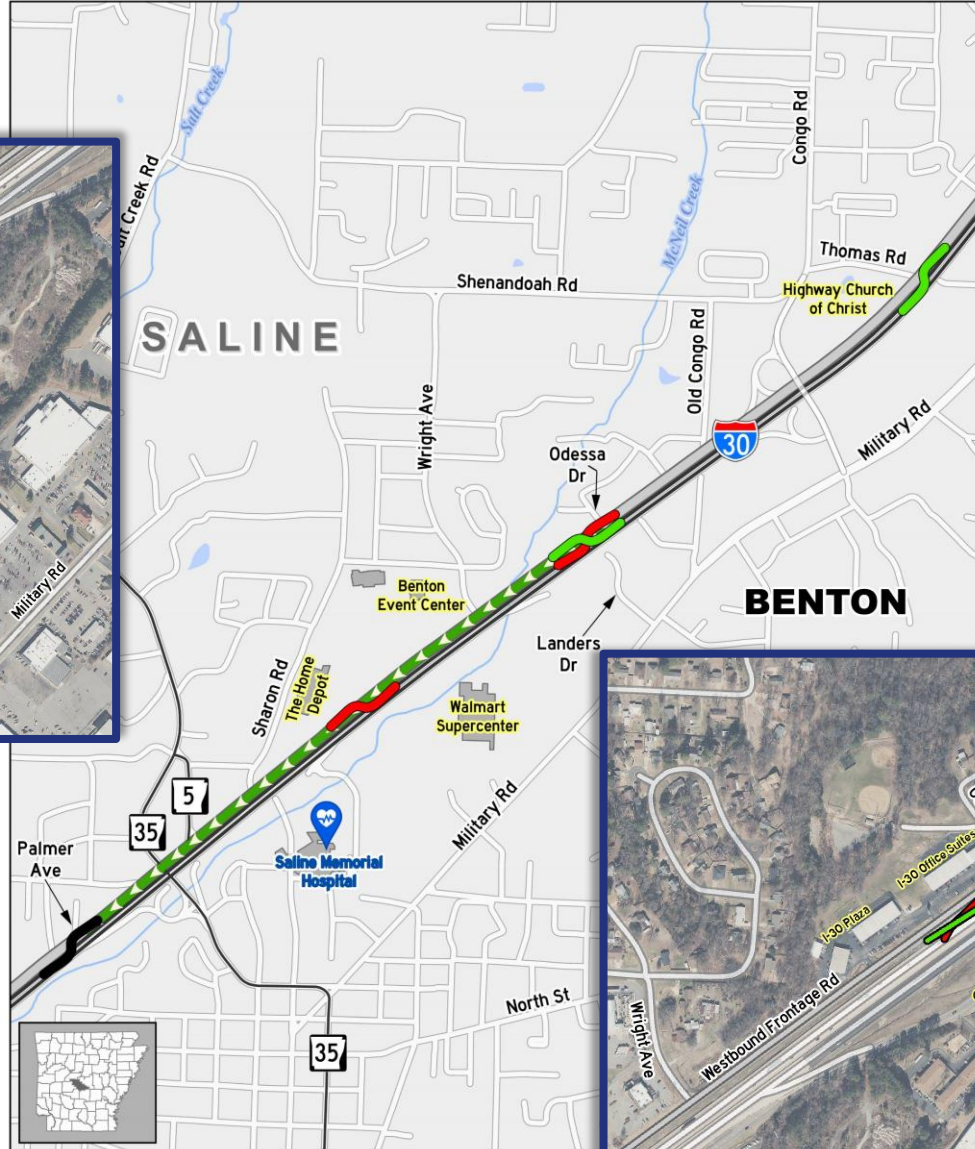 Salt Creek
Congo Rd
McNeil Creek
Thomas Rd
Shenandoah Rd
Highway Church
of Christ
SALINE
Old Congo Rd
Wright Ave
Military Rd
30
Odessa
Dr
Benton
Event Center
BENTON
Military Rd
Landers
Dr
Sharon Rd
The Home
Depot
Walmart
Supercenter
5
35
Military Rd
Palmer
Ave
Saline Memorial
Hospital
I-30 Office Suites
I-30 Plaza
North St
Westbound Frontage Rd
Wright Ave
35